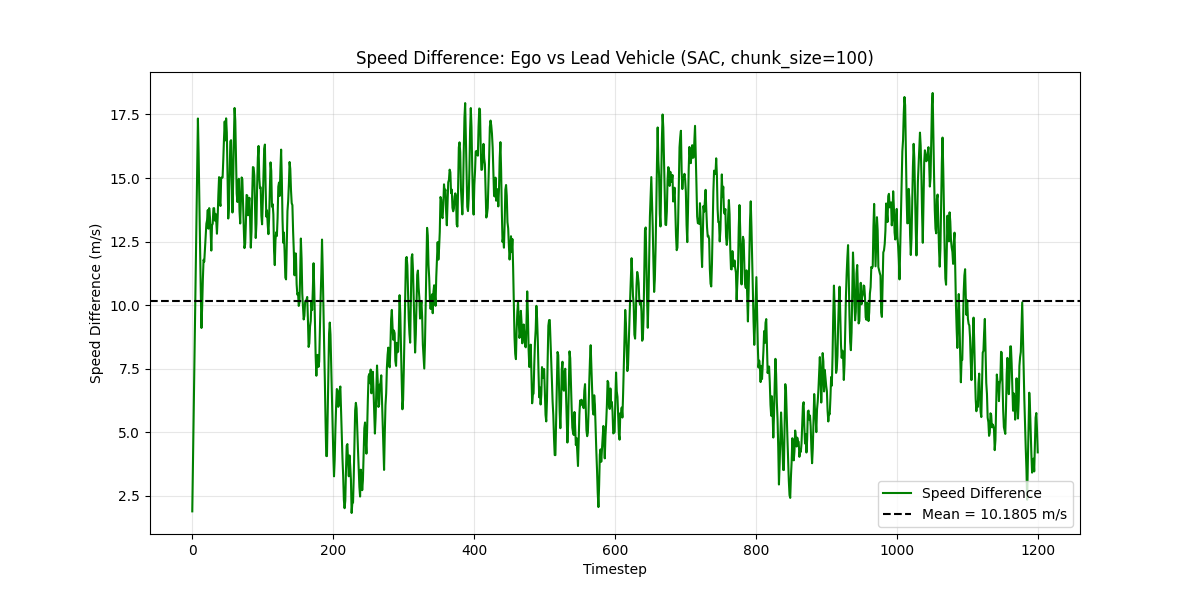 Speed Difference: Ego vs Lead Vehicle (SAC, chunk_size=100)
Speed Difference (m/s)
17.5
15.0
12.5
10.0
7.5
5.0
2.5
Speed Difference
Mean = 10.1805 m/s
0 200 400 600 800 1000 1200
Timestep